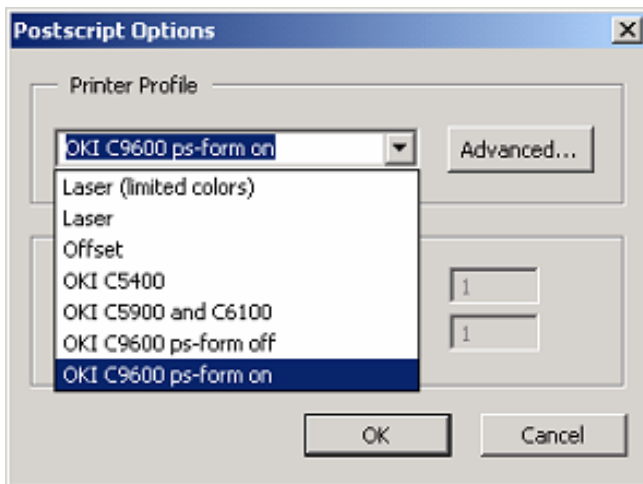 Postscript Options
Printer Profile
OKI C9600 ps-form on
Advanced...
Laser (limited colors)
Laser
Offset
OKI C5400
OKI C5900 and C6100
OKI C9600 ps-form off
OKI C9600 ps-form on
1
1
OK
Cancel